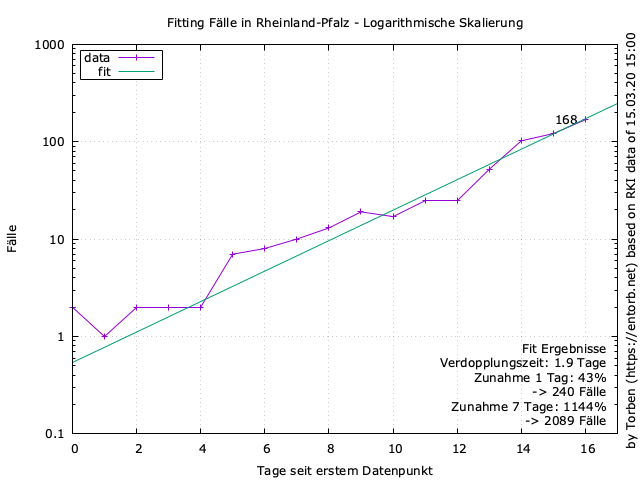 Fitting Fälle in Rheinland-Pfalz - Logarithmische Skalierung
1000
100
10
1
0.1
Fälle
data
fit
168
Fit Ergebnisse
Verdopplungszeit: 1.9 Tage
Zunahme 1 Tag: 43%
-> 240 Fälle
Zunahme 7 Tage: 1144%
-> 2089 Fälle
0 2 4 6 8 10 12 14 16
Tage seit erstem Datenpunkt
by Torben (https://entorb.net) based on RKI data of 15.03.20 15:00